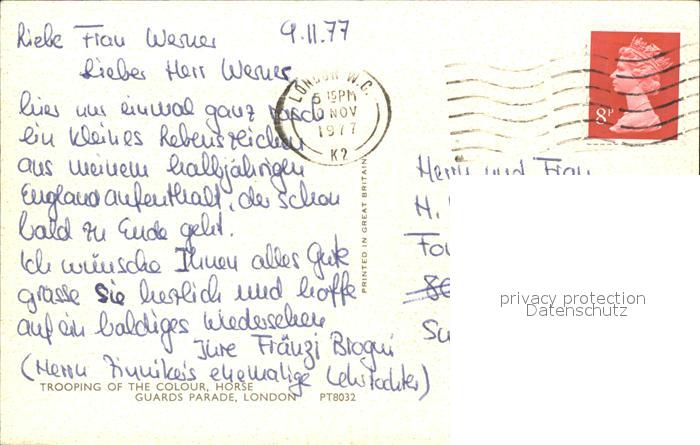 9.11.77
Liebe Frau Werner
Lieber Herr Werner,
hier nur einmal ganz rasch
ein kleines Lebenszeichen
aus meinem halbjährigen
Englandaufenthalt, der schon
bald zu Ende geht.
Ich wünsche Ihnen alles Gute
grüsse Sie herzlich und hoffe
auf ein baldiges Wiedersehen
Ihre Fränzi Brogni
(Herrn Zinniker's ehemalige Lehrtochter)
TROOPING OF THE COLOUR, HORSE
GUARDS PARADE, LONDON PT8032
PRINTED IN GREAT BRITAIN
LONDON W.C.
5 15PM
NOV
1977
K2
8P
Herrn und Frau
H.
privacy protection
Datenschutz